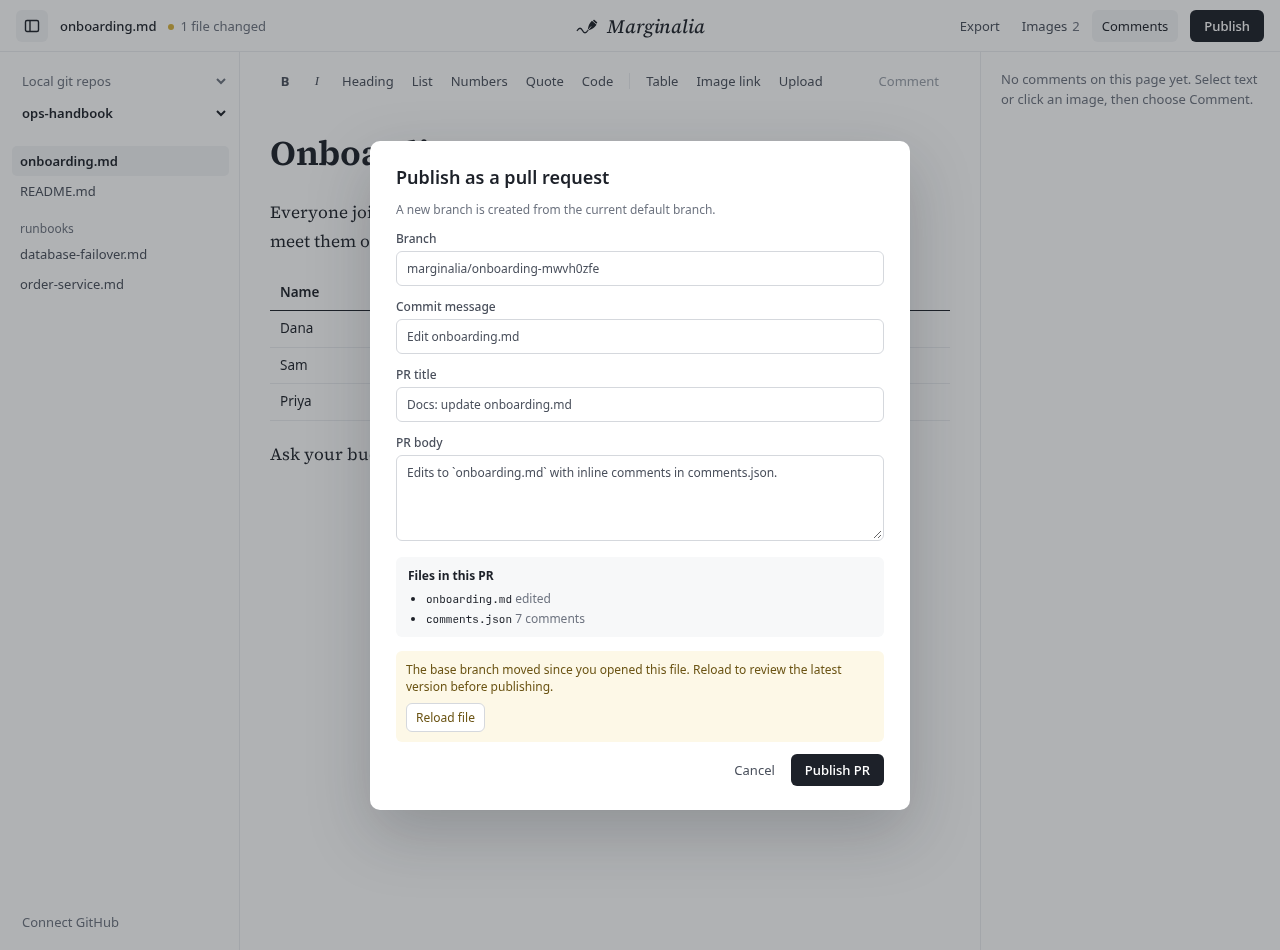 onboarding.md
1 file changed
Marginalia
Export
Images 2
Comments
Publish
Local git repos
ops-handbook
onboarding.md
README.md
runbooks
database-failover.md
order-service.md
Connect GitHub
B
I
Heading
List
Numbers
Quote
Code
Table
Image link
Upload
Comment
Everyone
meet them
Name
Dana
Sam
Priya
Ask your
Publish as a pull request
A new branch is created from the current default branch.
Branch
marginalia/onboarding-mwvh0zfe
Commit message
Edit onboarding.md
PR title
Docs: update onboarding.md
PR body
Edits to `onboarding.md` with inline comments in comments.json.
Files in this PR
onboarding.md edited
comments.json 7 comments
The base branch moved since you opened this file. Reload to review the latest
version before publishing.
Reload file
Cancel
Publish PR
No comments on this page yet. Select text
or click an image, then choose Comment.